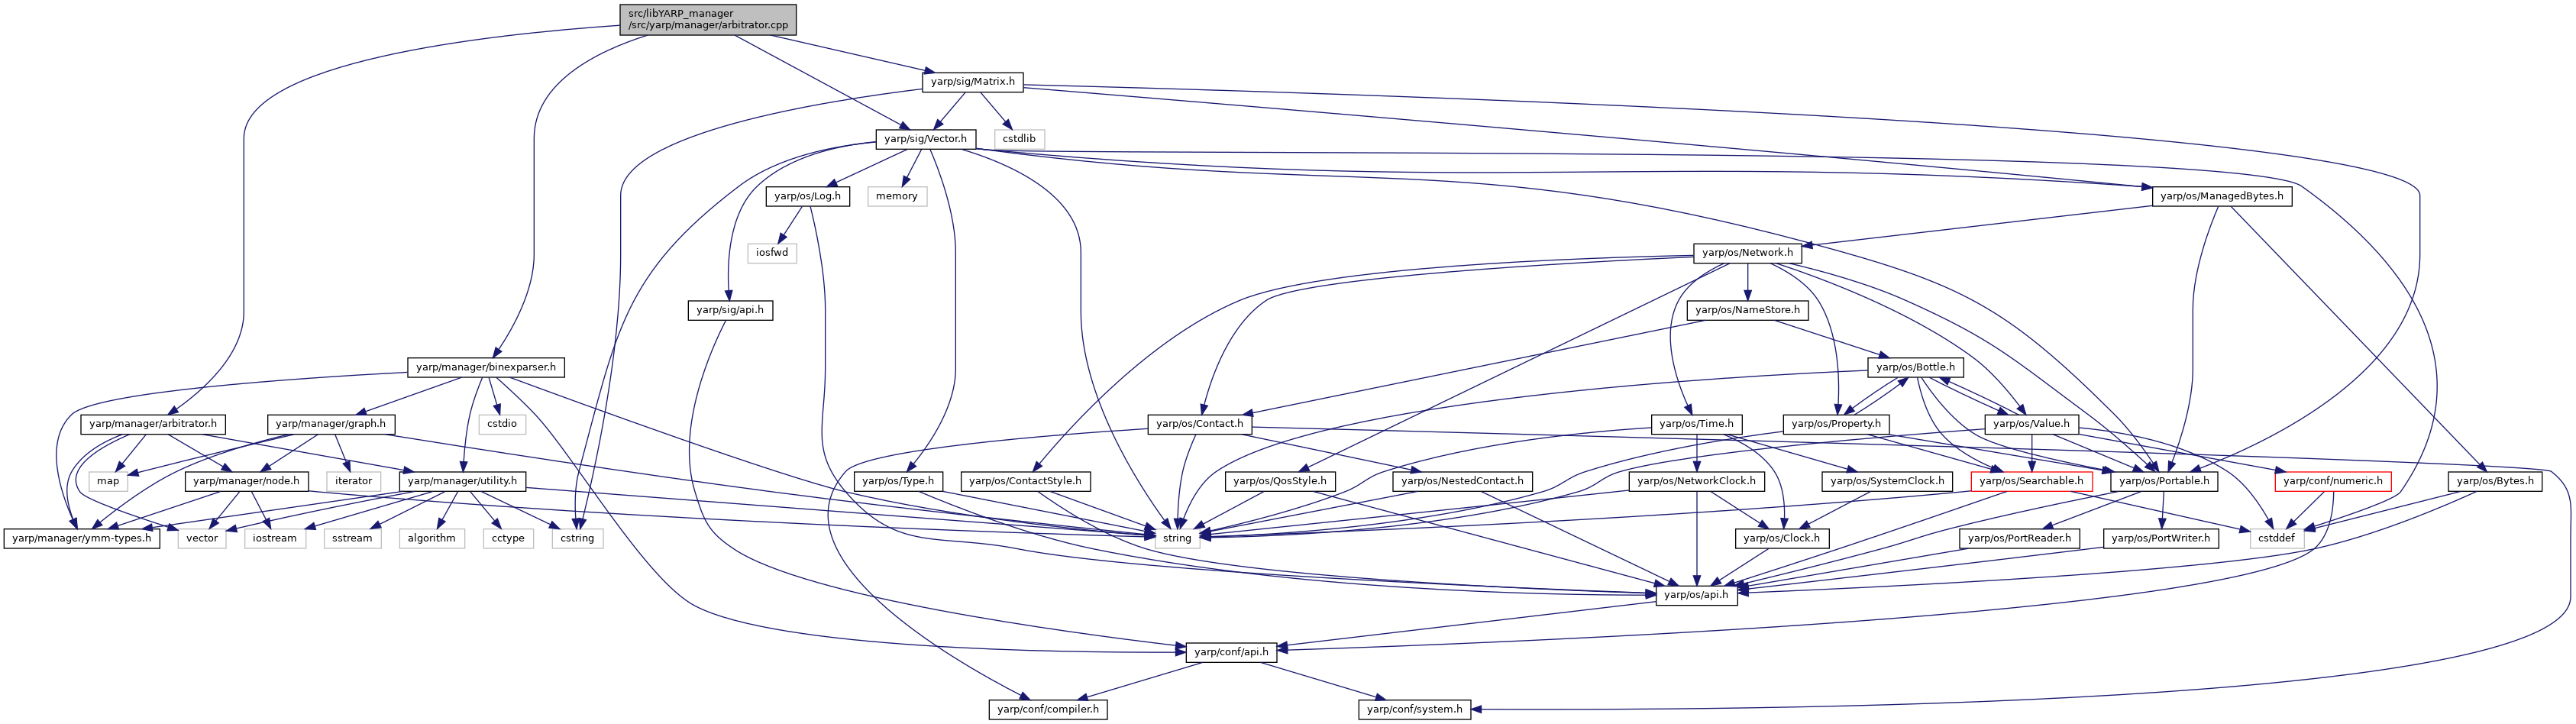 src/libYARP_manager
/src/yarp/manager/arbitrator.cpp
yarp/sig/Matrix.h
yarp/sig/Vector.h
cstdlib
yarp/os/Log.h
memory
yarp/os/ManagedBytes.h
iosfwd
yarp/os/Network.h
yarp/sig/api.h
yarp/os/NameStore.h
yarp/manager/binexparser.h
yarp/os/Bottle.h
yarp/manager/arbitrator.h
yarp/manager/graph.h
cstdio
yarp/os/Contact.h
yarp/os/Time.h
yarp/os/Property.h
yarp/os/Value.h
map
yarp/manager/node.h
iterator
yarp/manager/utility.h
yarp/os/Type.h
yarp/os/ContactStyle.h
yarp/os/QosStyle.h
yarp/os/NestedContact.h
yarp/os/NetworkClock.h
yarp/os/SystemClock.h
yarp/os/Searchable.h
yarp/os/Portable.h
yarp/conf/numeric.h
yarp/os/Bytes.h
yarp/manager/ymm-types.h
vector
iostream
sstream
algorithm
cctype
cstring
string
yarp/os/Clock.h
yarp/os/PortReader.h
yarp/os/PortWriter.h
cstddef
yarp/os/api.h
yarp/conf/api.h
yarp/conf/compiler.h
yarp/conf/system.h